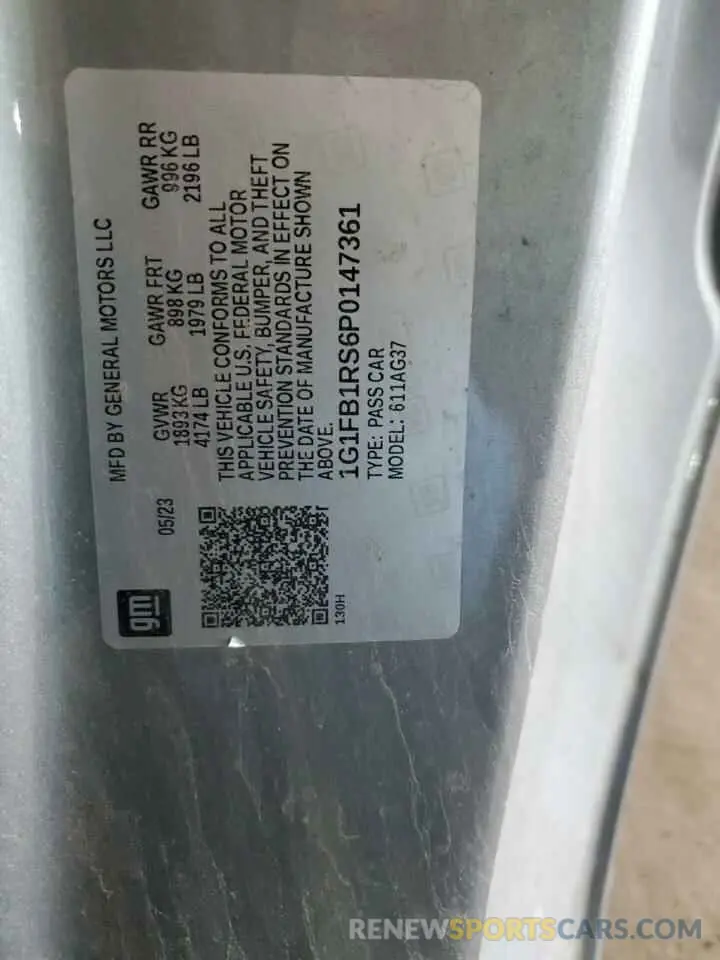 MFD BY GENERAL MOTORS LLC
05/23
GVWR GAWR FRT GAWR RR
1893 KG 898 KG 996 KG
4174 LB 1979 LB 2196 LB
THIS VEHICLE CONFORMS TO ALL
APPLICABLE U.S. FEDERAL MOTOR
VEHICLE SAFETY, BUMPER, AND THEFT
PREVENTION STANDARDS IN EFFECT ON
THE DATE OF MANUFACTURE SHOWN
ABOVE.
1G1FB1RS6P0147361
TYPE: PASS CAR
MODEL: 611AG37
gm
130H
RENEWSPORTSCARS.COM